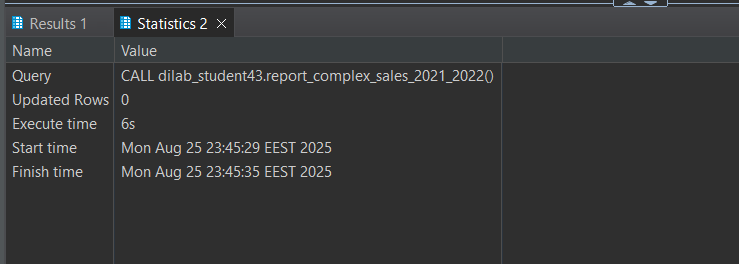 Results 1 Statistics 2
Name Value
Query CALL dilab_student43.report_complex_sales_2021_2022()
Updated Rows 0
Execute time 6s
Start time Mon Aug 25 23:45:29 EEST 2025
Finish time Mon Aug 25 23:45:35 EEST 2025